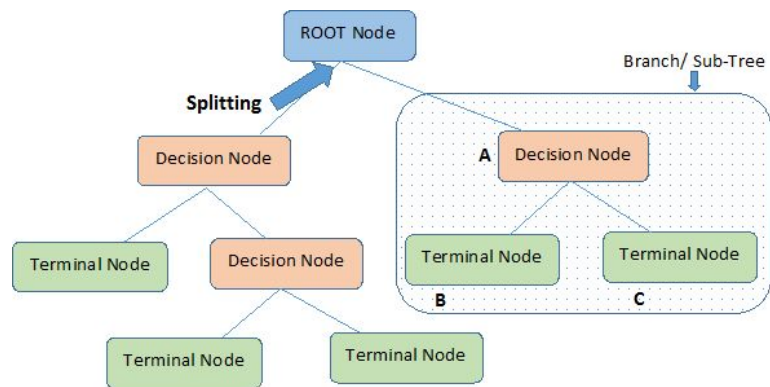 ROOT Node
Branch/ Sub-Tree
Splitting
Decision Node
A
Decision Node
Terminal Node
Decision Node
Terminal Node
Terminal Node
B
C
Terminal Node
Terminal Node